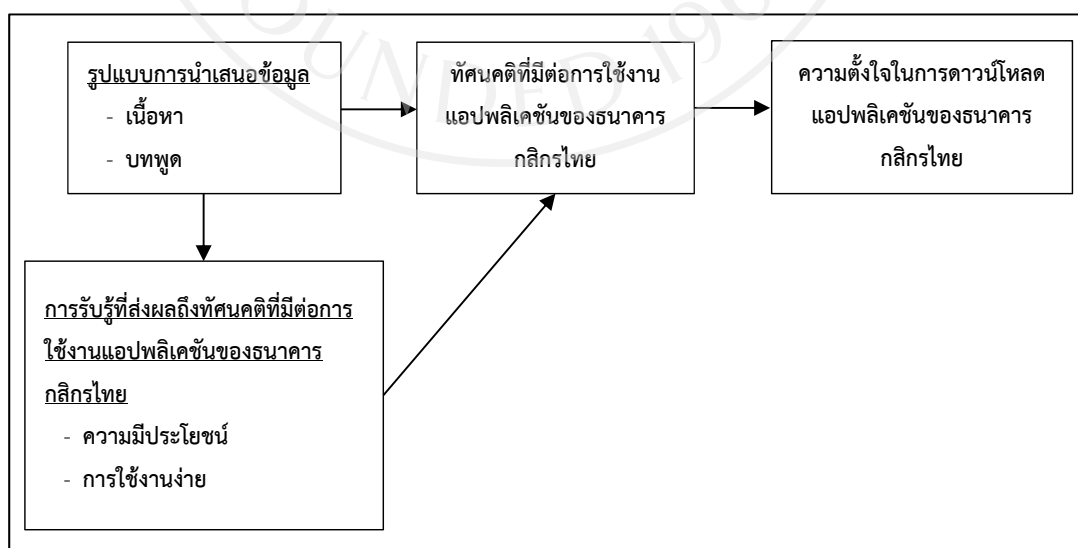 OUNDED 196
รูปแบบการนำเสนอข้อมูล
- เนื้อหา
- บทพูด
ทัศนคติที่มีต่อการใช้งาน
แอปพลิเคชันของธนาคาร
กสิกรไทย
ความตั้งใจในการดาวน์โหลด
แอปพลิเคชันของธนาคาร
กสิกรไทย
การรับรู้ที่ส่งผลถึงทัศนคติที่มีต่อการ
ใช้งานแอปพลิเคชันของธนาคาร
กสิกรไทย
- ความมีประโยชน์
- การใช้งานง่าย